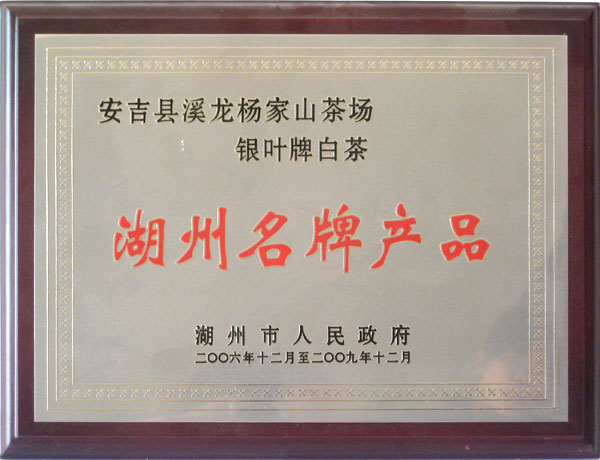 安吉县溪龙杨家山茶场
银叶牌白茶
湖州名牌产品
湖州市人民政府
二〇〇六年十二月至二〇〇九年十二月